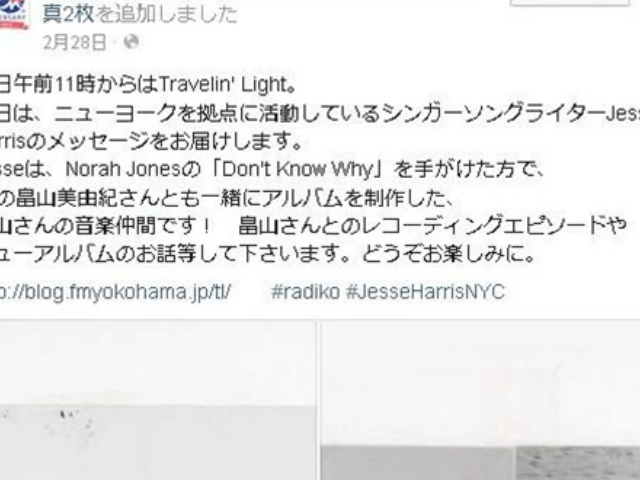 真2枚を追加しました
2月28日
日午前11時からはTravelin' Light。
日は、ニューヨークを拠点に活動しているシンガーソングライターJess
rrisのメッセージをお届けします。
sseは、Norah Jonesの「Don't Know Why」を手がけた方で、
の畠山美由紀さんとも一緒にアルバムを制作した、
山さんの音楽仲間です！ 畠山さんとのレコーディングエピソードや
ューアルバムのお話等して下さいます。どうぞお楽しみに。
p://blog.fmyokohama.jp/tl/ #radiko #JesseHarrisNYC